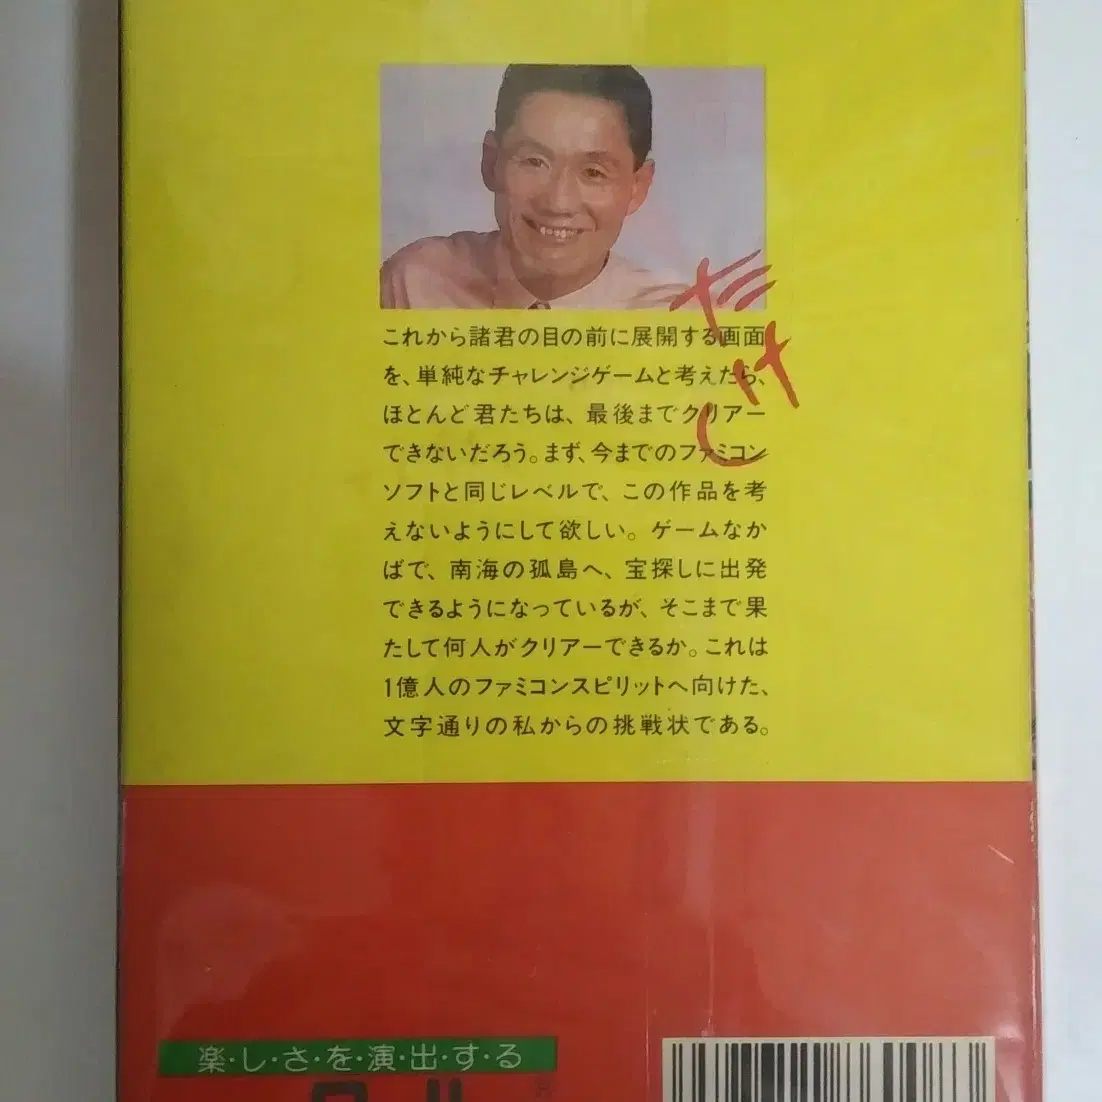 たけし
これから諸君の目の前に展開する画面
を、単純なチャレンジゲームと考えたら、
ほとんど君たちは、最後までクリアー
できないだろう。まず、今までのファミコン
ソフトと同じレベルで、この作品を考
えないようにして欲しい。ゲームなか
ばで、南海の孤島へ、宝探しに出発
できるようになっているが、そこまで果
たして何人がクリアーできるか。これは
1億人のファミコンスピリットへ向けた、
文字通りの私からの挑戦状である。
楽・し・さ・を・演・出・す・る